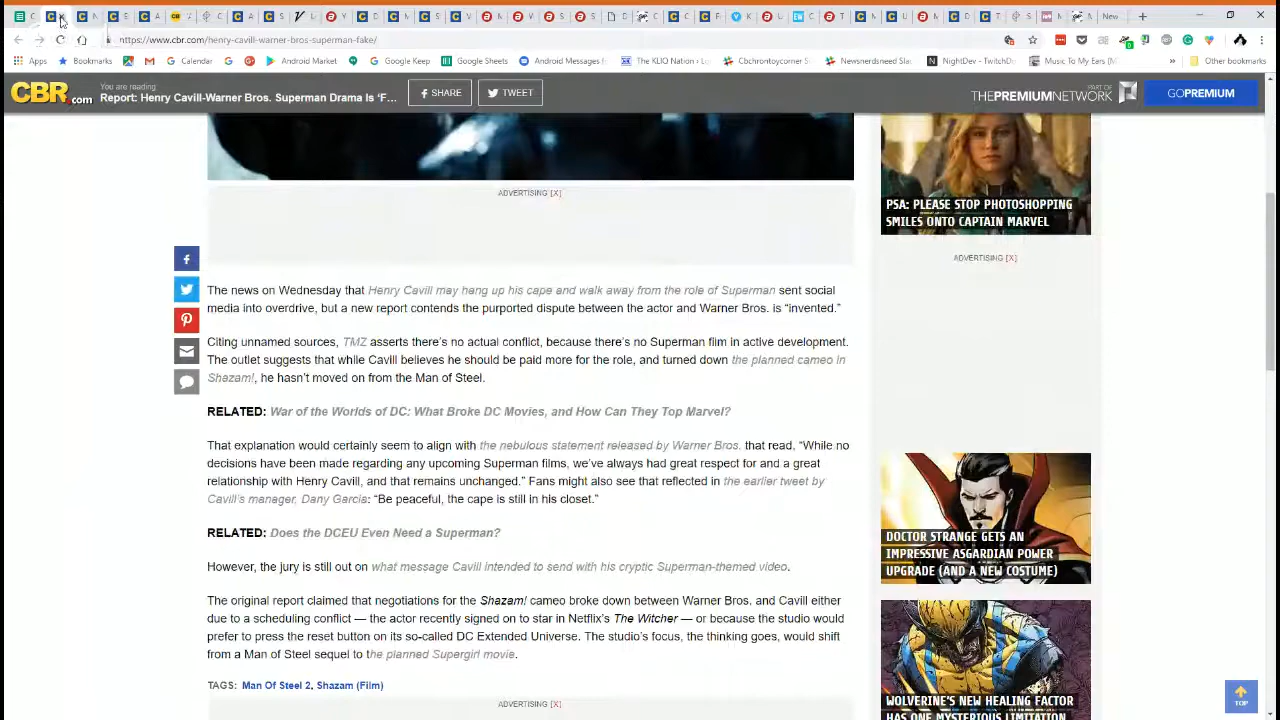 https://www.cbr.com/henry-cavill-warner-bros-superman-fake/
Apps Bookmarks Calendar Android Market Google Keep Google Sheets Android Messages f The KLIQ Nation - L Cbchrontoycorner S Newsnerdsneed Slac NightDev - TwitchDe Music To My Ears (M » Other bookmarks
CBR.com
You are reading:
Report: Henry Cavill-Warner Bros. Superman Drama Is ‘F...
SHARE
TWEET
PART OF
THEPREMIUMNETWORK
GOPREMIUM
ADVERTISING [X]
The news on Wednesday that Henry Cavill may hang up his cape and walk away from the role of Superman sent social
media into overdrive, but a new report contends the purported dispute between the actor and Warner Bros. is “invented.”
Citing unnamed sources, TMZ asserts there’s no actual conflict, because there’s no Superman film in active development.
The outlet suggests that while Cavill believes he should be paid more for the role, and turned down the planned cameo in
Shazam!, he hasn’t moved on from the Man of Steel.
RELATED: War of the Worlds of DC: What Broke DC Movies, and How Can They Top Marvel?
That explanation would certainly seem to align with the nebulous statement released by Warner Bros. that read, “While no
decisions have been made regarding any upcoming Superman films, we’ve always had great respect for and a great
relationship with Henry Cavill, and that remains unchanged.” Fans might also see that reflected in the earlier tweet by
Cavill’s manager, Dany Garcia: “Be peaceful, the cape is still in his closet.”
RELATED: Does the DCEU Even Need a Superman?
However, the jury is still out on what message Cavill intended to send with his cryptic Superman-themed video.
The original report claimed that negotiations for the Shazam! cameo broke down between Warner Bros. and Cavill either
due to a scheduling conflict — the actor recently signed on to star in Netflix’s The Witcher — or because the studio would
prefer to press the reset button on its so-called DC Extended Universe. The studio’s focus, the thinking goes, would shift
from a Man of Steel sequel to the planned Supergirl movie.
TAGS: Man Of Steel 2, Shazam (Film)
ADVERTISING [X]
PSA: PLEASE STOP PHOTOSHOPPING
SMILES ONTO CAPTAIN MARVEL
ADVERTISING [X]
DOCTOR STRANGE GETS AN
IMPRESSIVE ASGARDIAN POWER
UPGRADE (AND A NEW COSTUME)
WOLVERINE'S NEW HEALING FACTOR
HAS ONE MYSTERIOUS LIMITATION
TOP